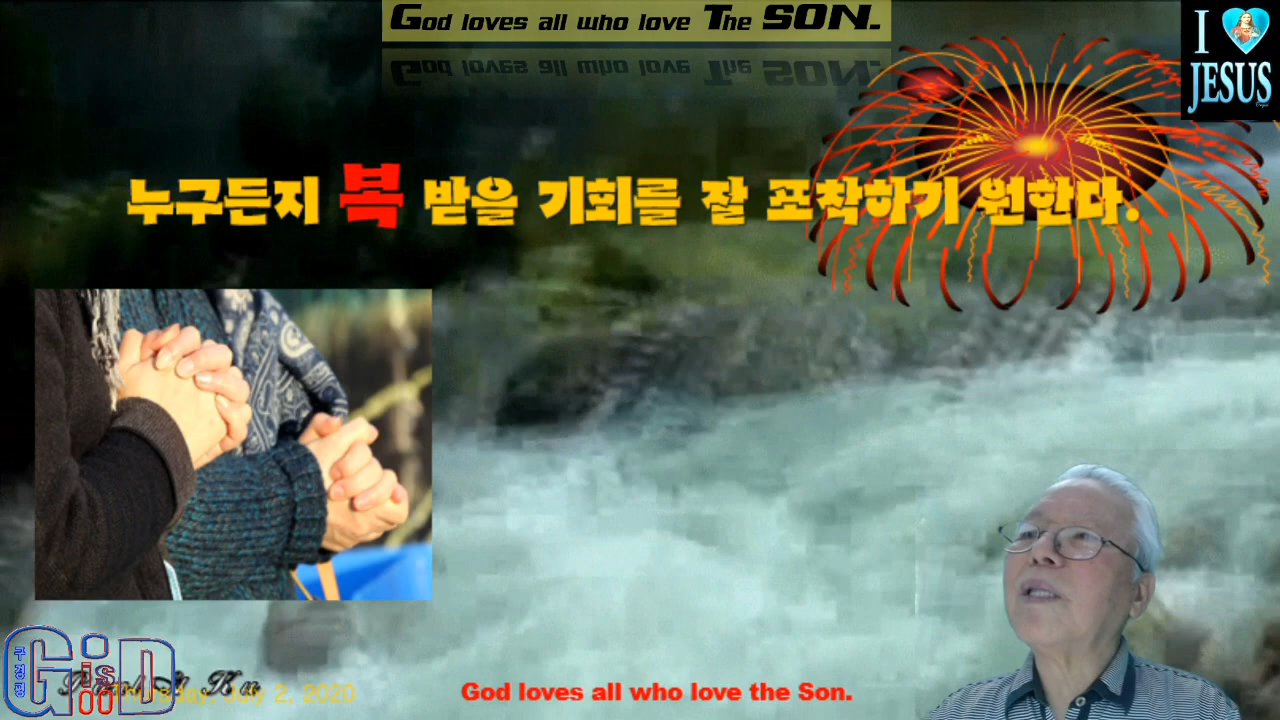 God loves all who love The SON.
I
JESUS
누구든지 복 받을 기회를 잘 포착하기 원한다.
GOD
is
Thursday, July 2, 2020
God loves all who love the Son.